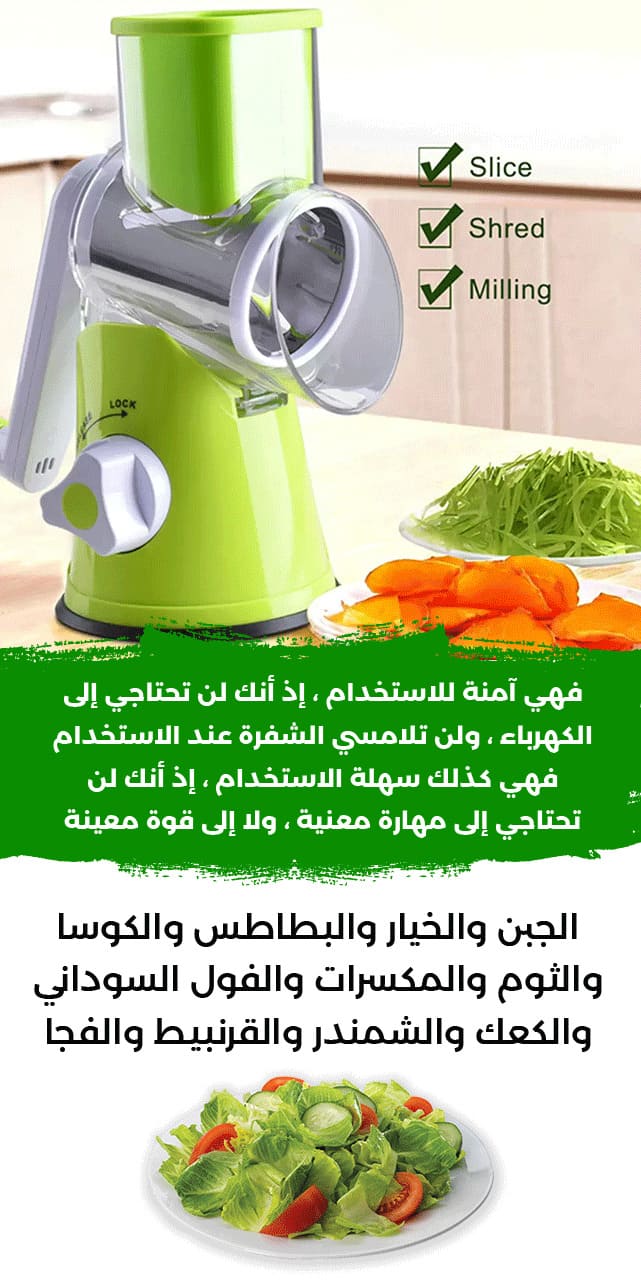 Slice
Shred
Milling
LOCK
فهي آمنة للاستخدام ، إذ أنك لن تحتاجي إلى
الكهرباء ، ولن تلامسي الشفرة عند الاستخدام
فهي كذلك سهلة الاستخدام ، إذ أنك لن
تحتاجي إلى مهارة معنية ، ولا إلى قوة معينة
الجبن والخيار والبطاطس والكوسا
والثوم والمكسرات والفول السوداني
والكعك والشمندر والقرنبيط والفجا